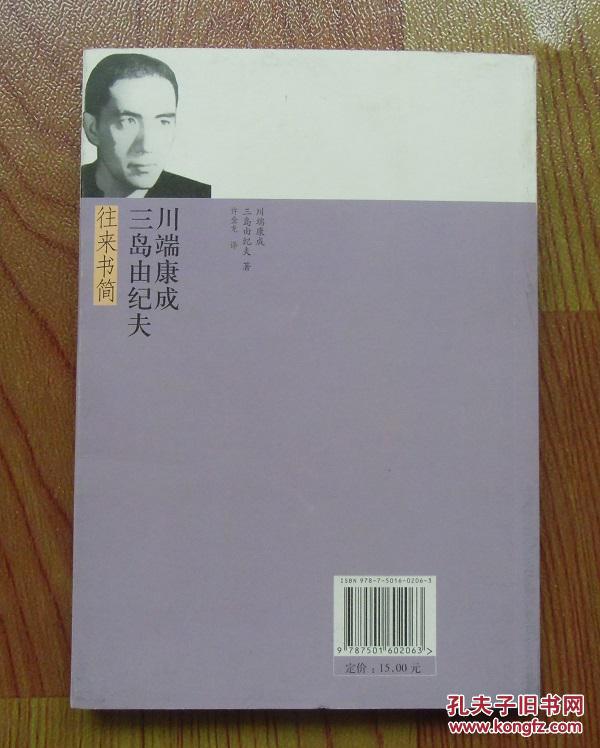 川端康成
三岛由纪夫
往来书简
川端康成
三岛由纪夫 著
许金龙 译
ISBN 978-7-5016-0206-3
9 787501 602063 >
定价：15.00 元
孔夫子旧书网
www.kongfz.com